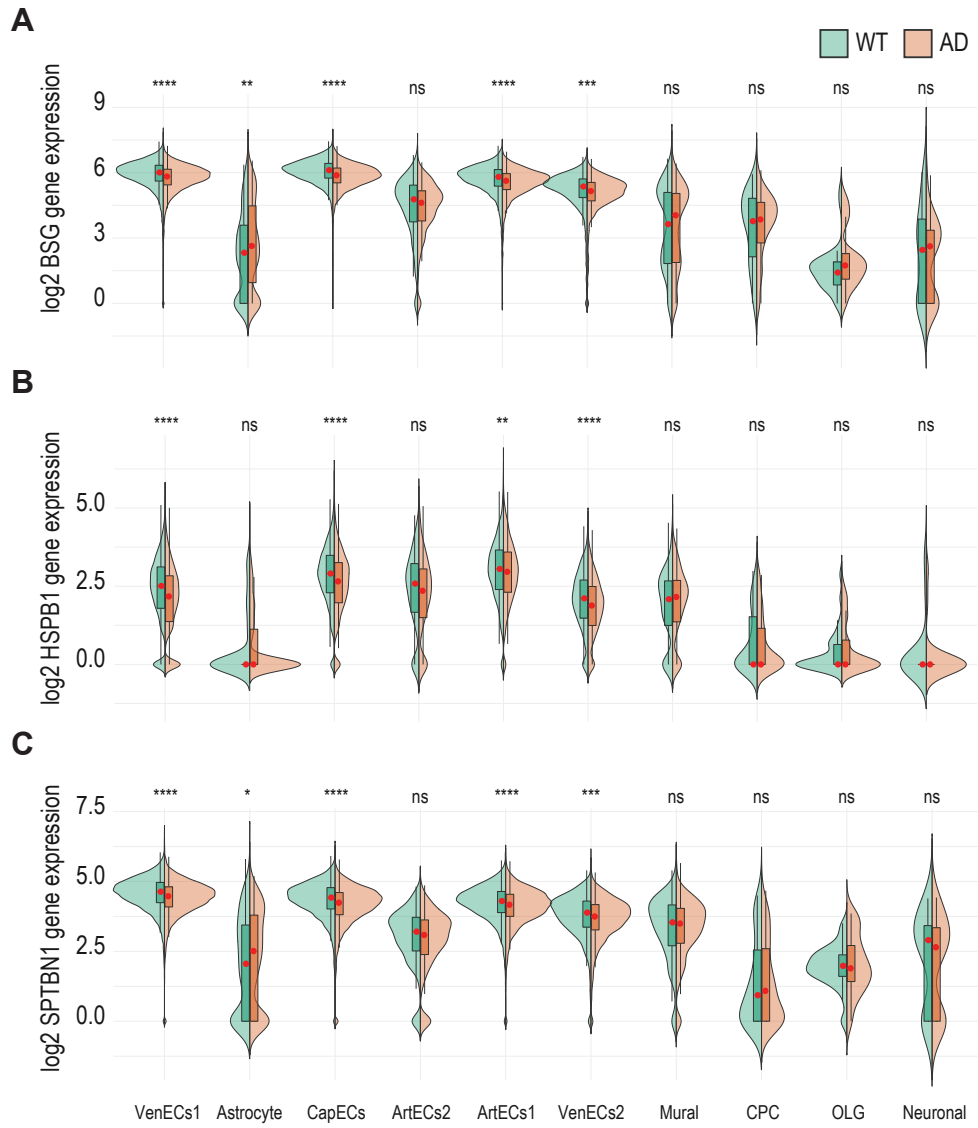 A
WT AD
**** ** **** ns **** *** ns ns ns ns
log2 BSG gene expression
9
6
3
0
B
**** ns **** ns ** **** ns ns ns ns
log2 HSPB1 gene expression
5.0
2.5
0.0
C
**** * **** ns **** *** ns ns ns ns
log2 SPTBN1 gene expression
7.5
5.0
2.5
0.0
VenECs1 Astrocyte CapECs ArtECs2 ArtECs1 VenECs2 Mural CPC OLG Neuronal